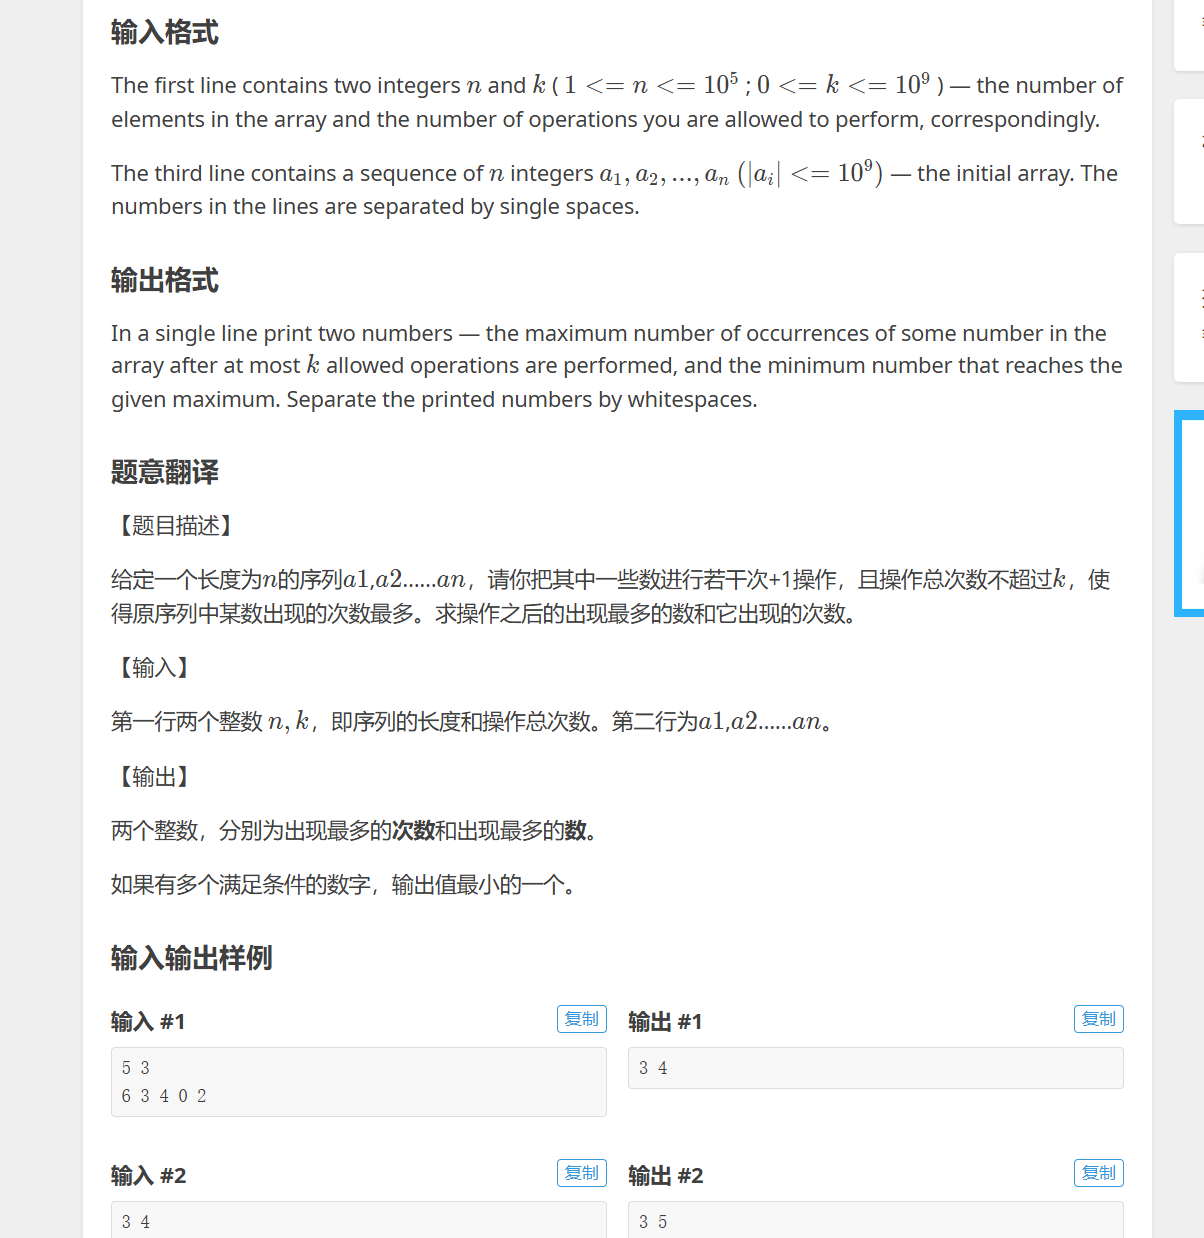 输入格式
The first line contains two integers n and k ( 1 <= n <= 10⁵ ; 0 <= k <= 10⁹ ) — the number of
elements in the array and the number of operations you are allowed to perform, correspondingly.
The third line contains a sequence of n integers a₁, a₂, ..., aₙ (|aᵢ| <= 10⁹) — the initial array. The
numbers in the lines are separated by single spaces.
输出格式
In a single line print two numbers — the maximum number of occurrences of some number in the
array after at most k allowed operations are performed, and the minimum number that reaches the
given maximum. Separate the printed numbers by whitespaces.
题意翻译
【题目描述】
给定一个长度为n的序列a1,a2......an，请你把其中一些数进行若干次+1操作，且操作总次数不超过k，使
得原序列中某数出现的次数最多。求操作之后的出现最多的数和它出现的次数。
【输入】
第一行两个整数 n, k，即序列的长度和操作总次数。第二行为a1,a2......an。
【输出】
两个整数，分别为出现最多的次数和出现最多的数。
如果有多个满足条件的数字，输出值最小的一个。
输入输出样例
输入 #1
复制
5 3
6 3 4 0 2
输出 #1
复制
3 4
输入 #2
复制
3 4
输出 #2
复制
3 5